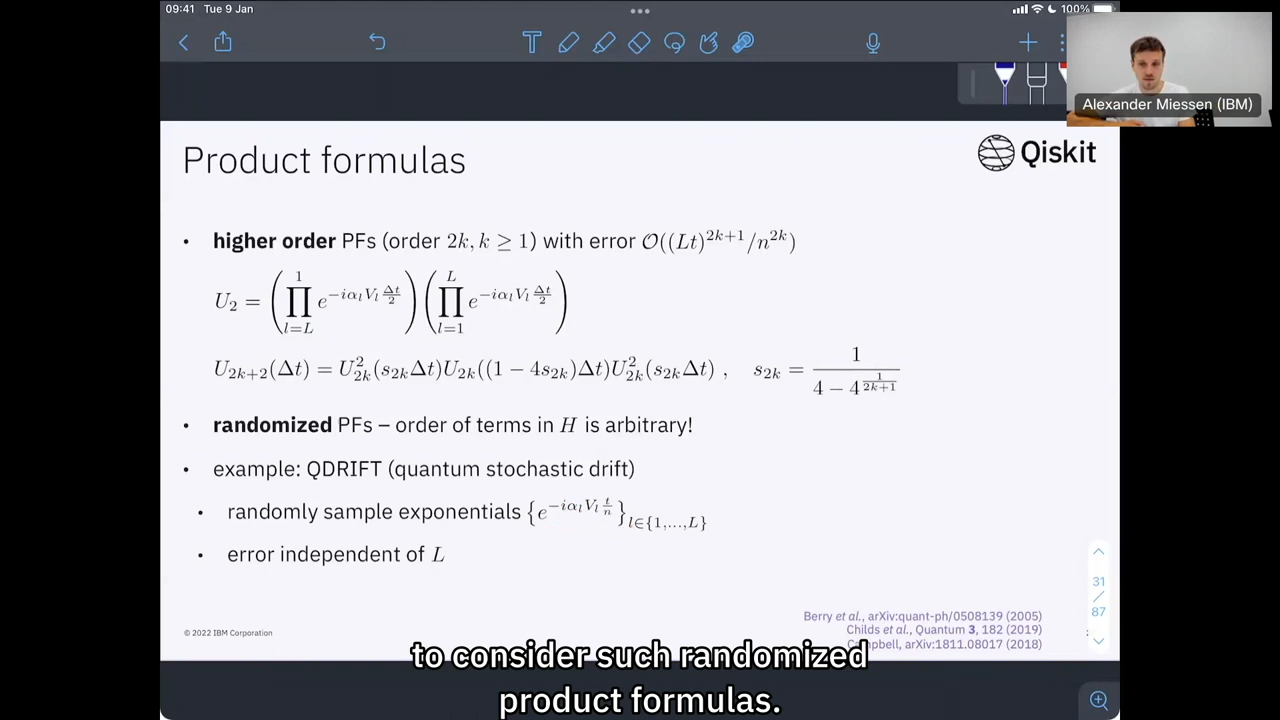 09:41 Tue 9 Jan
100%
Alexander Miessen (IBM)
Product formulas
Qiskit
• higher order PFs (order 2k, k ≥ 1) with error O((Lt)^{2k+1}/n^{2k})
U_2 = (∏_{l=L}^{1} e^{-iα_l V_l Δt/2}) (∏_{l=1}^{L} e^{-iα_l V_l Δt/2})
U_{2k+2}(Δt) = U_{2k}^2(s_{2k}Δt)U_{2k}((1 − 4s_{2k})Δt)U_{2k}^2(s_{2k}Δt) , s_{2k} = 1/(4 − 4^{1/(2k+1)})
• randomized PFs – order of terms in H is arbitrary!
• example: QDRIFT (quantum stochastic drift)
• randomly sample exponentials {e^{-iα_l V_l t/n}}_{l∈{1,...,L}}
• error independent of L
31
/
87
Berry et al., arXiv:quant-ph/0508139 (2005)
Childs et al., Quantum 3, 182 (2019)
Campbell, arXiv:1811.08017 (2018)
© 2022 IBM Corporation
to consider such randomized
product formulas.